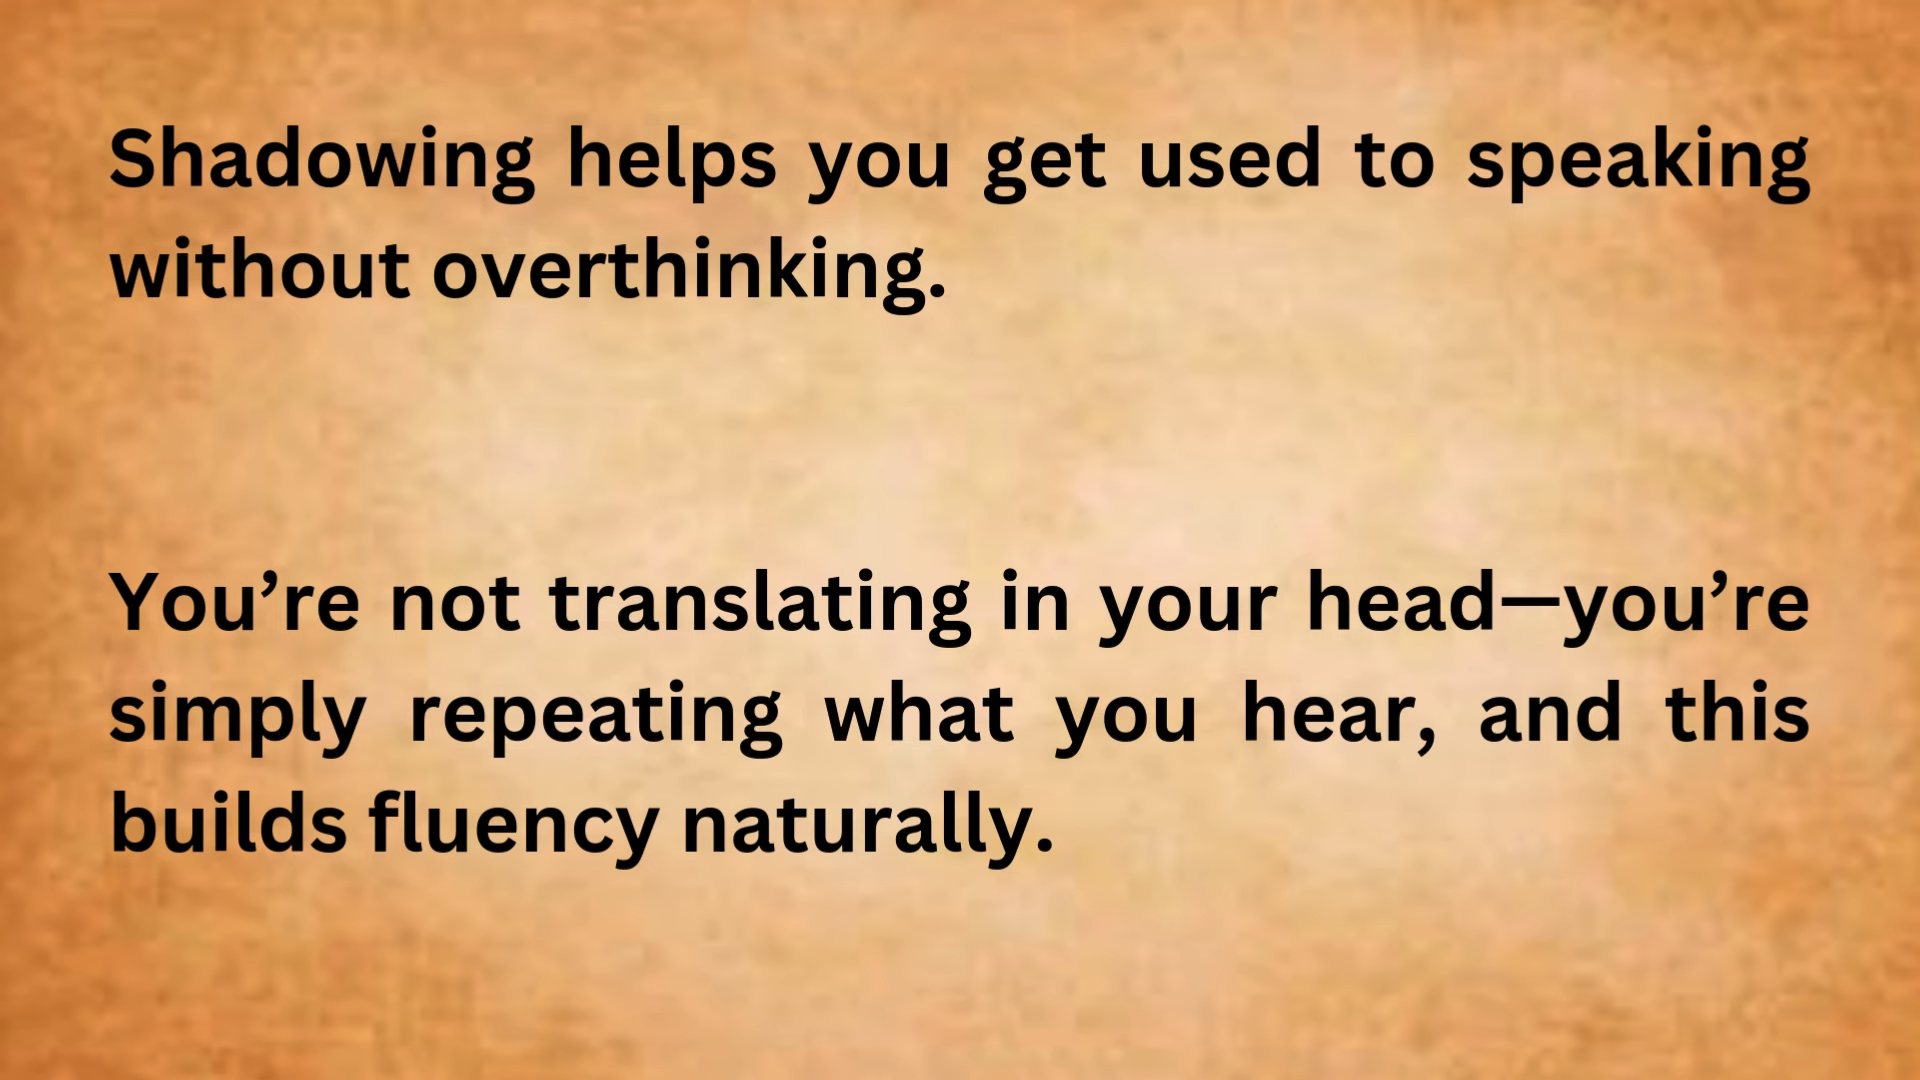 Shadowing helps you get used to speaking
without overthinking.
You’re not translating in your head—you’re
simply repeating what you hear, and this
builds fluency naturally.